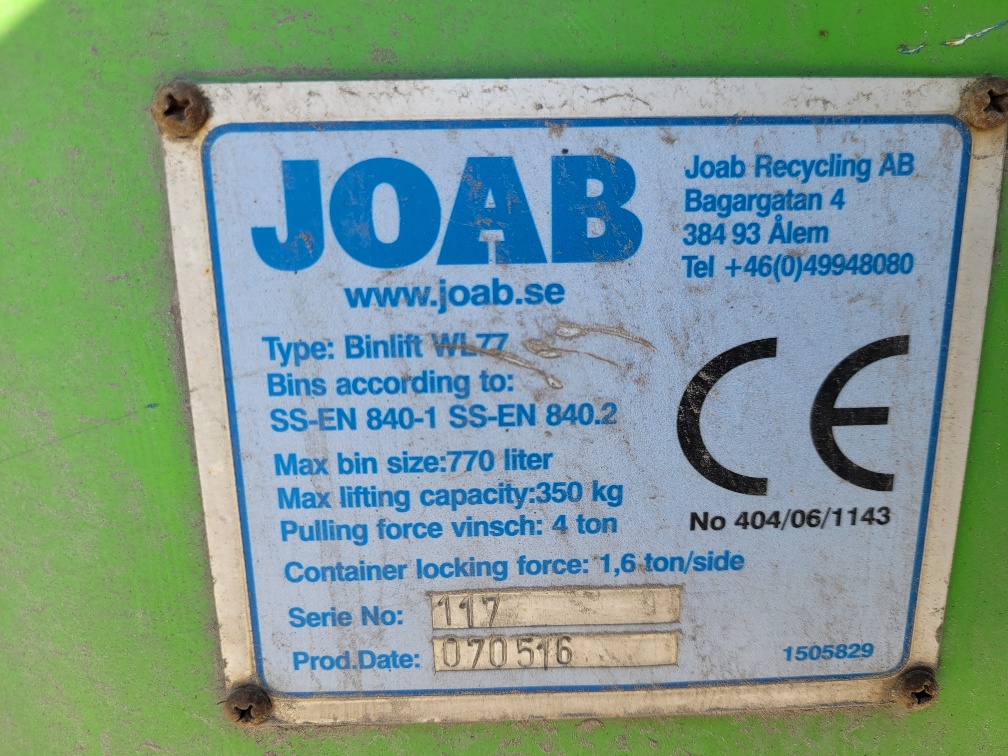 JOAB
www.joab.se
Joab Recycling AB
Bagargatan 4
384 93 Ålem
Tel +46(0)49948080
Type: Binlift WL77
Bins according to:
SS-EN 840-1 SS-EN 840.2
Max bin size:770 liter
Max lifting capacity:350 kg
Pulling force vinsch: 4 ton
Container locking force: 1,6 ton/side
CE
No 404/06/1143
Serie No: 117
Prod.Date: 070516
1505829